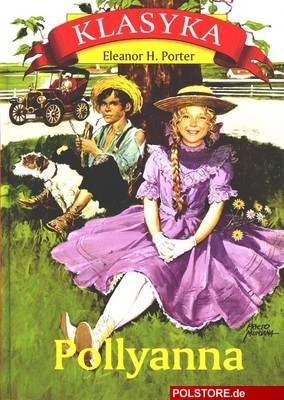 KLASYKA
Eleanor H. Porter
Pollyanna
POLSTORE.de